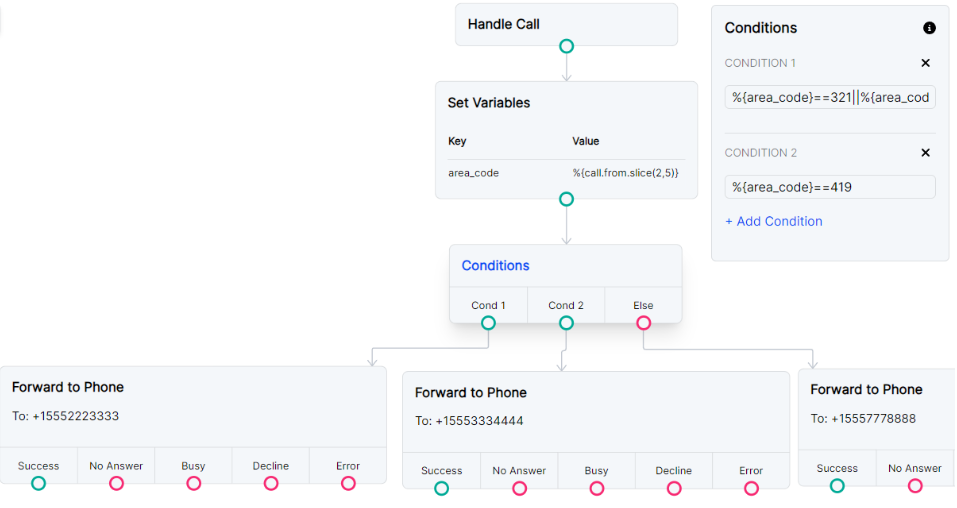 Handle Call
Set Variables
Key Value
area_code %{call.from.slice(2,5)}
Conditions
Cond 1 Cond 2 Else
Forward to Phone
To: +15552223333
Success No Answer Busy Decline Error
Forward to Phone
To: +15553334444
Success No Answer Busy Decline Error
Forward to Phone
To: +15557778888
Success No Answer
Conditions
CONDITION 1
%{area_code}==321||%{area_cod
CONDITION 2
%{area_code}==419
+ Add Condition